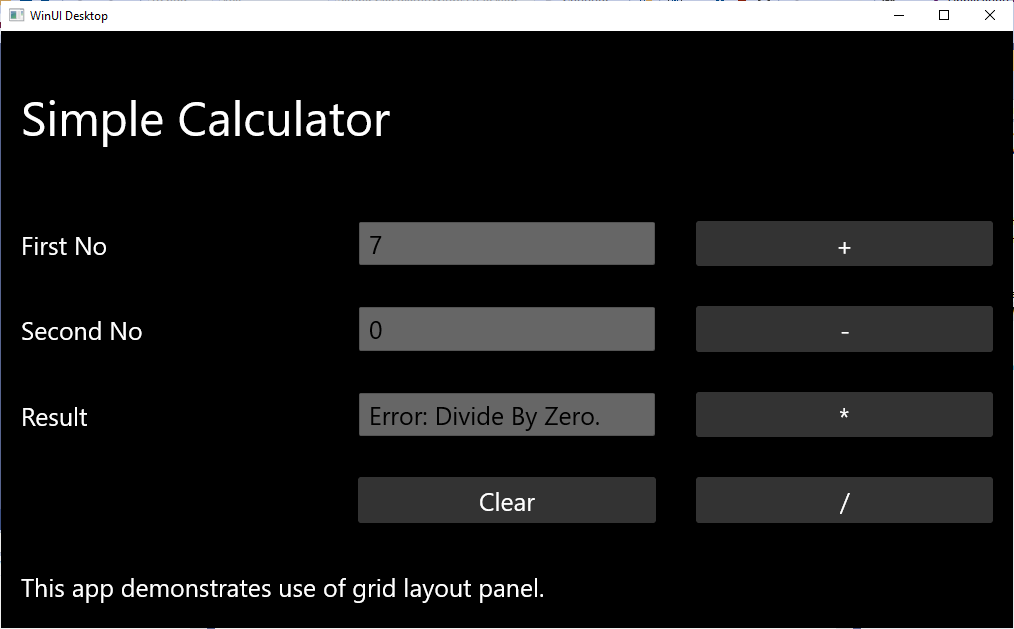 WinUI Desktop
Simple Calculator
First No
7
+
Second No
0
-
Result
Error: Divide By Zero.
*
Clear
/
This app demonstrates use of grid layout panel.